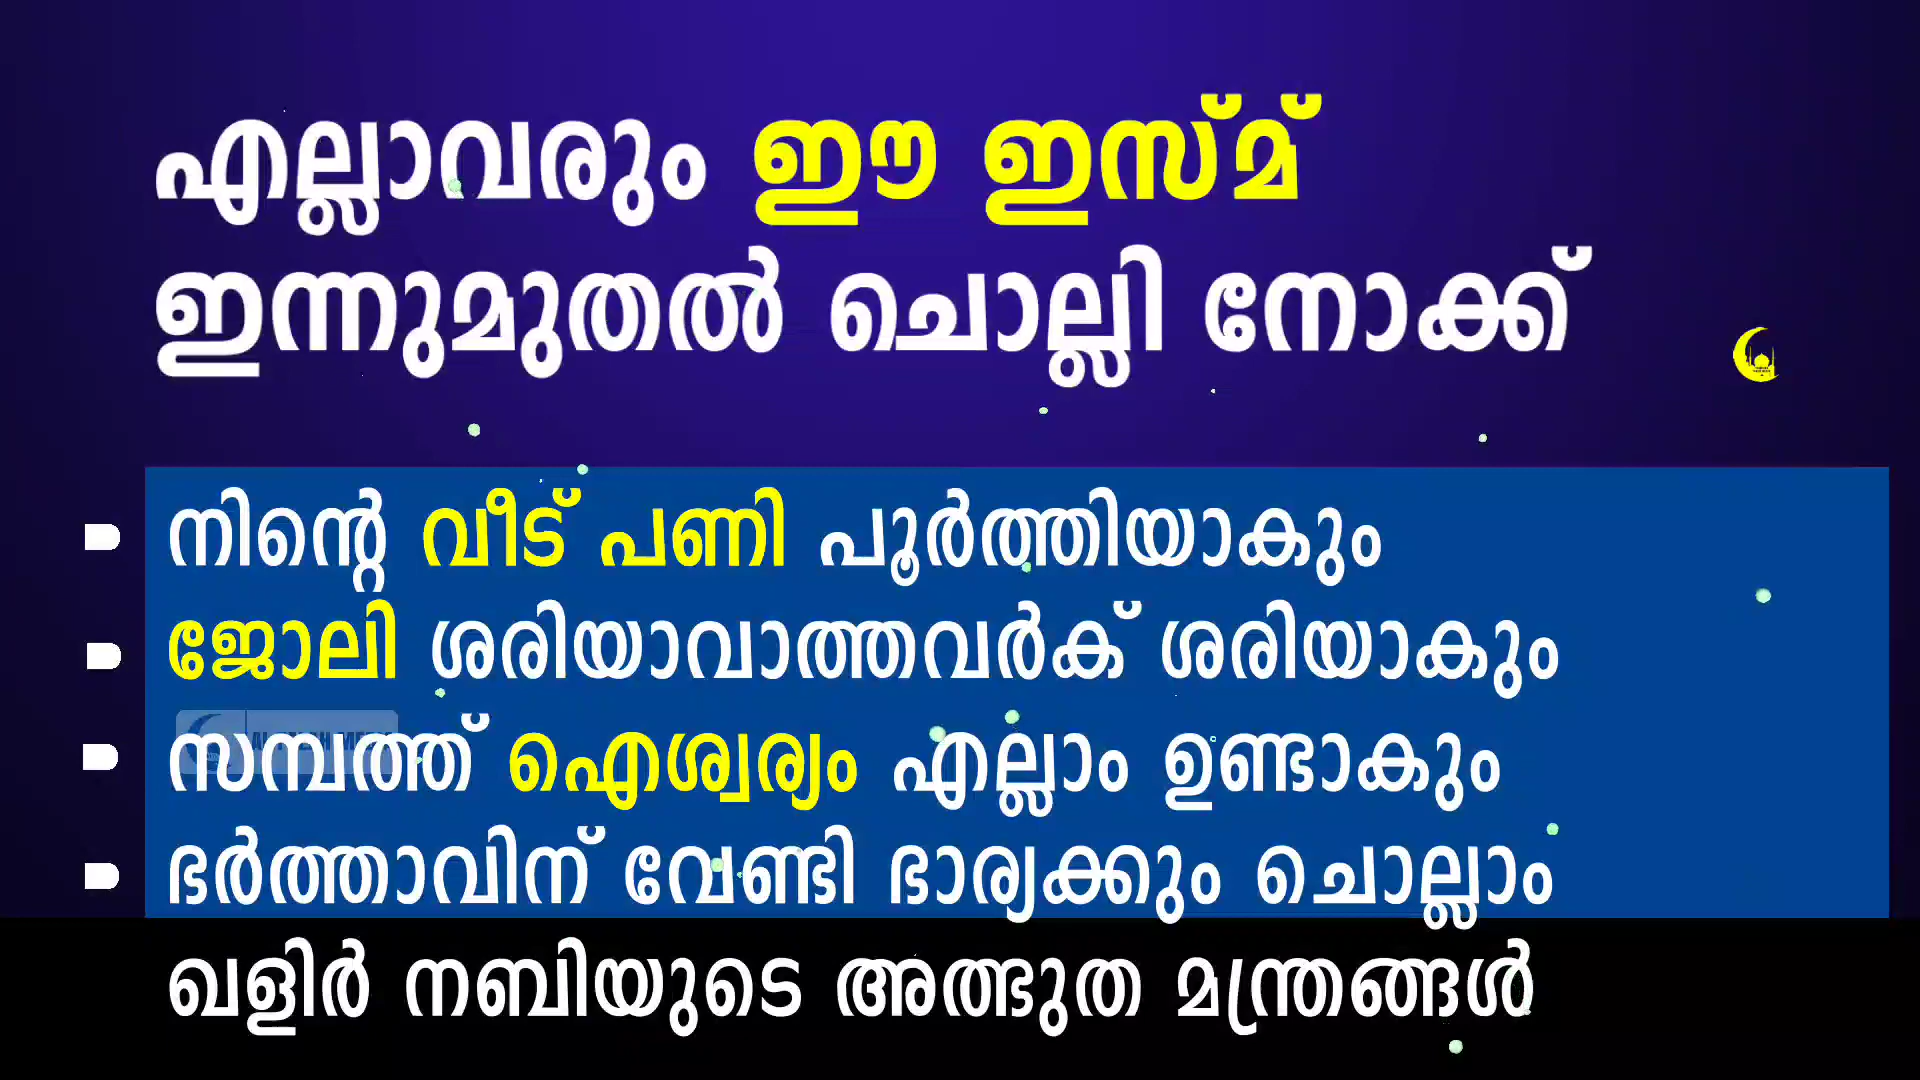 എല്ലാവരും ഈ ഇസ്മ്
ഇന്നുമുതൽ ചൊല്ലി നോക്ക്
നിന്റെ വീട് പണി പൂർത്തിയാകും
ജോലി ശരിയാവാത്തവർക് ശരിയാകും
സമ്പത്ത് ഐശ്വര്യം എല്ലാം ഉണ്ടാകും
ഭർത്താവിന് വേണ്ടി ഭാര്യക്കും ചൊല്ലാം
ഖളിർ നബിയുടെ അത്ഭുത മന്ത്രങ്ങൾ